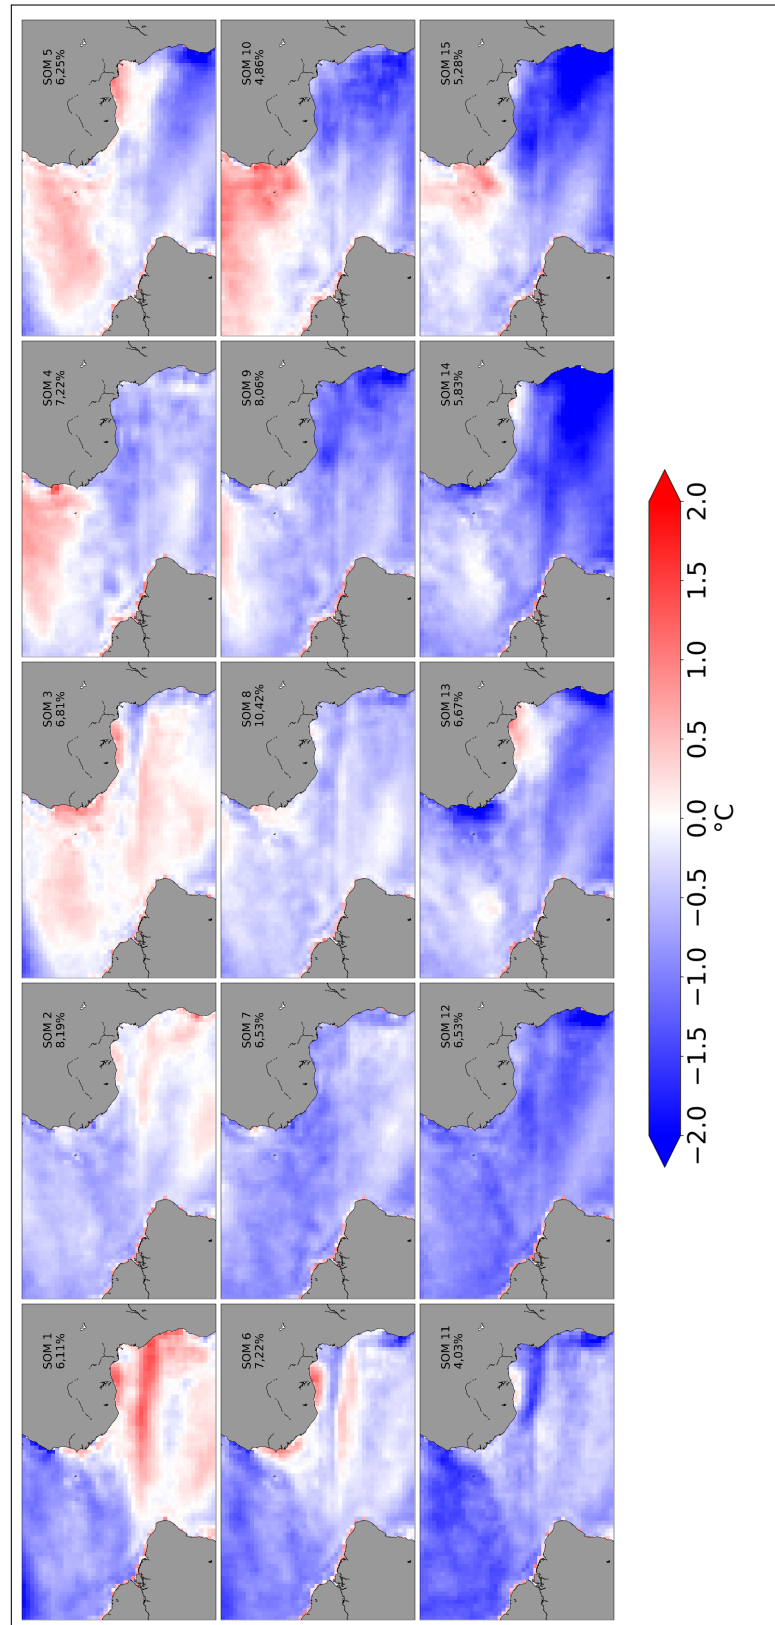 SOM 1
6,11%
SOM 2
8,19%
SOM 3
6,81%
SOM 4
7,22%
SOM 5
6,25%
SOM 6
7,22%
SOM 7
6,53%
SOM 8
10,42%
SOM 9
8,06%
SOM 10
4,86%
SOM 11
4,03%
SOM 12
6,53%
SOM 13
6,67%
SOM 14
5,83%
SOM 15
5,28%
−2.0 −1.5 −1.0 −0.5 0.0 0.5 1.0 1.5 2.0
°C